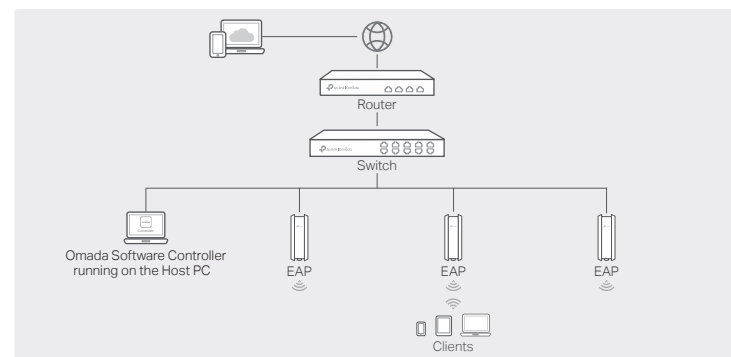 Router
Switch
Omada Software Controller
running on the Host PC
EAP
EAP
EAP
Clients